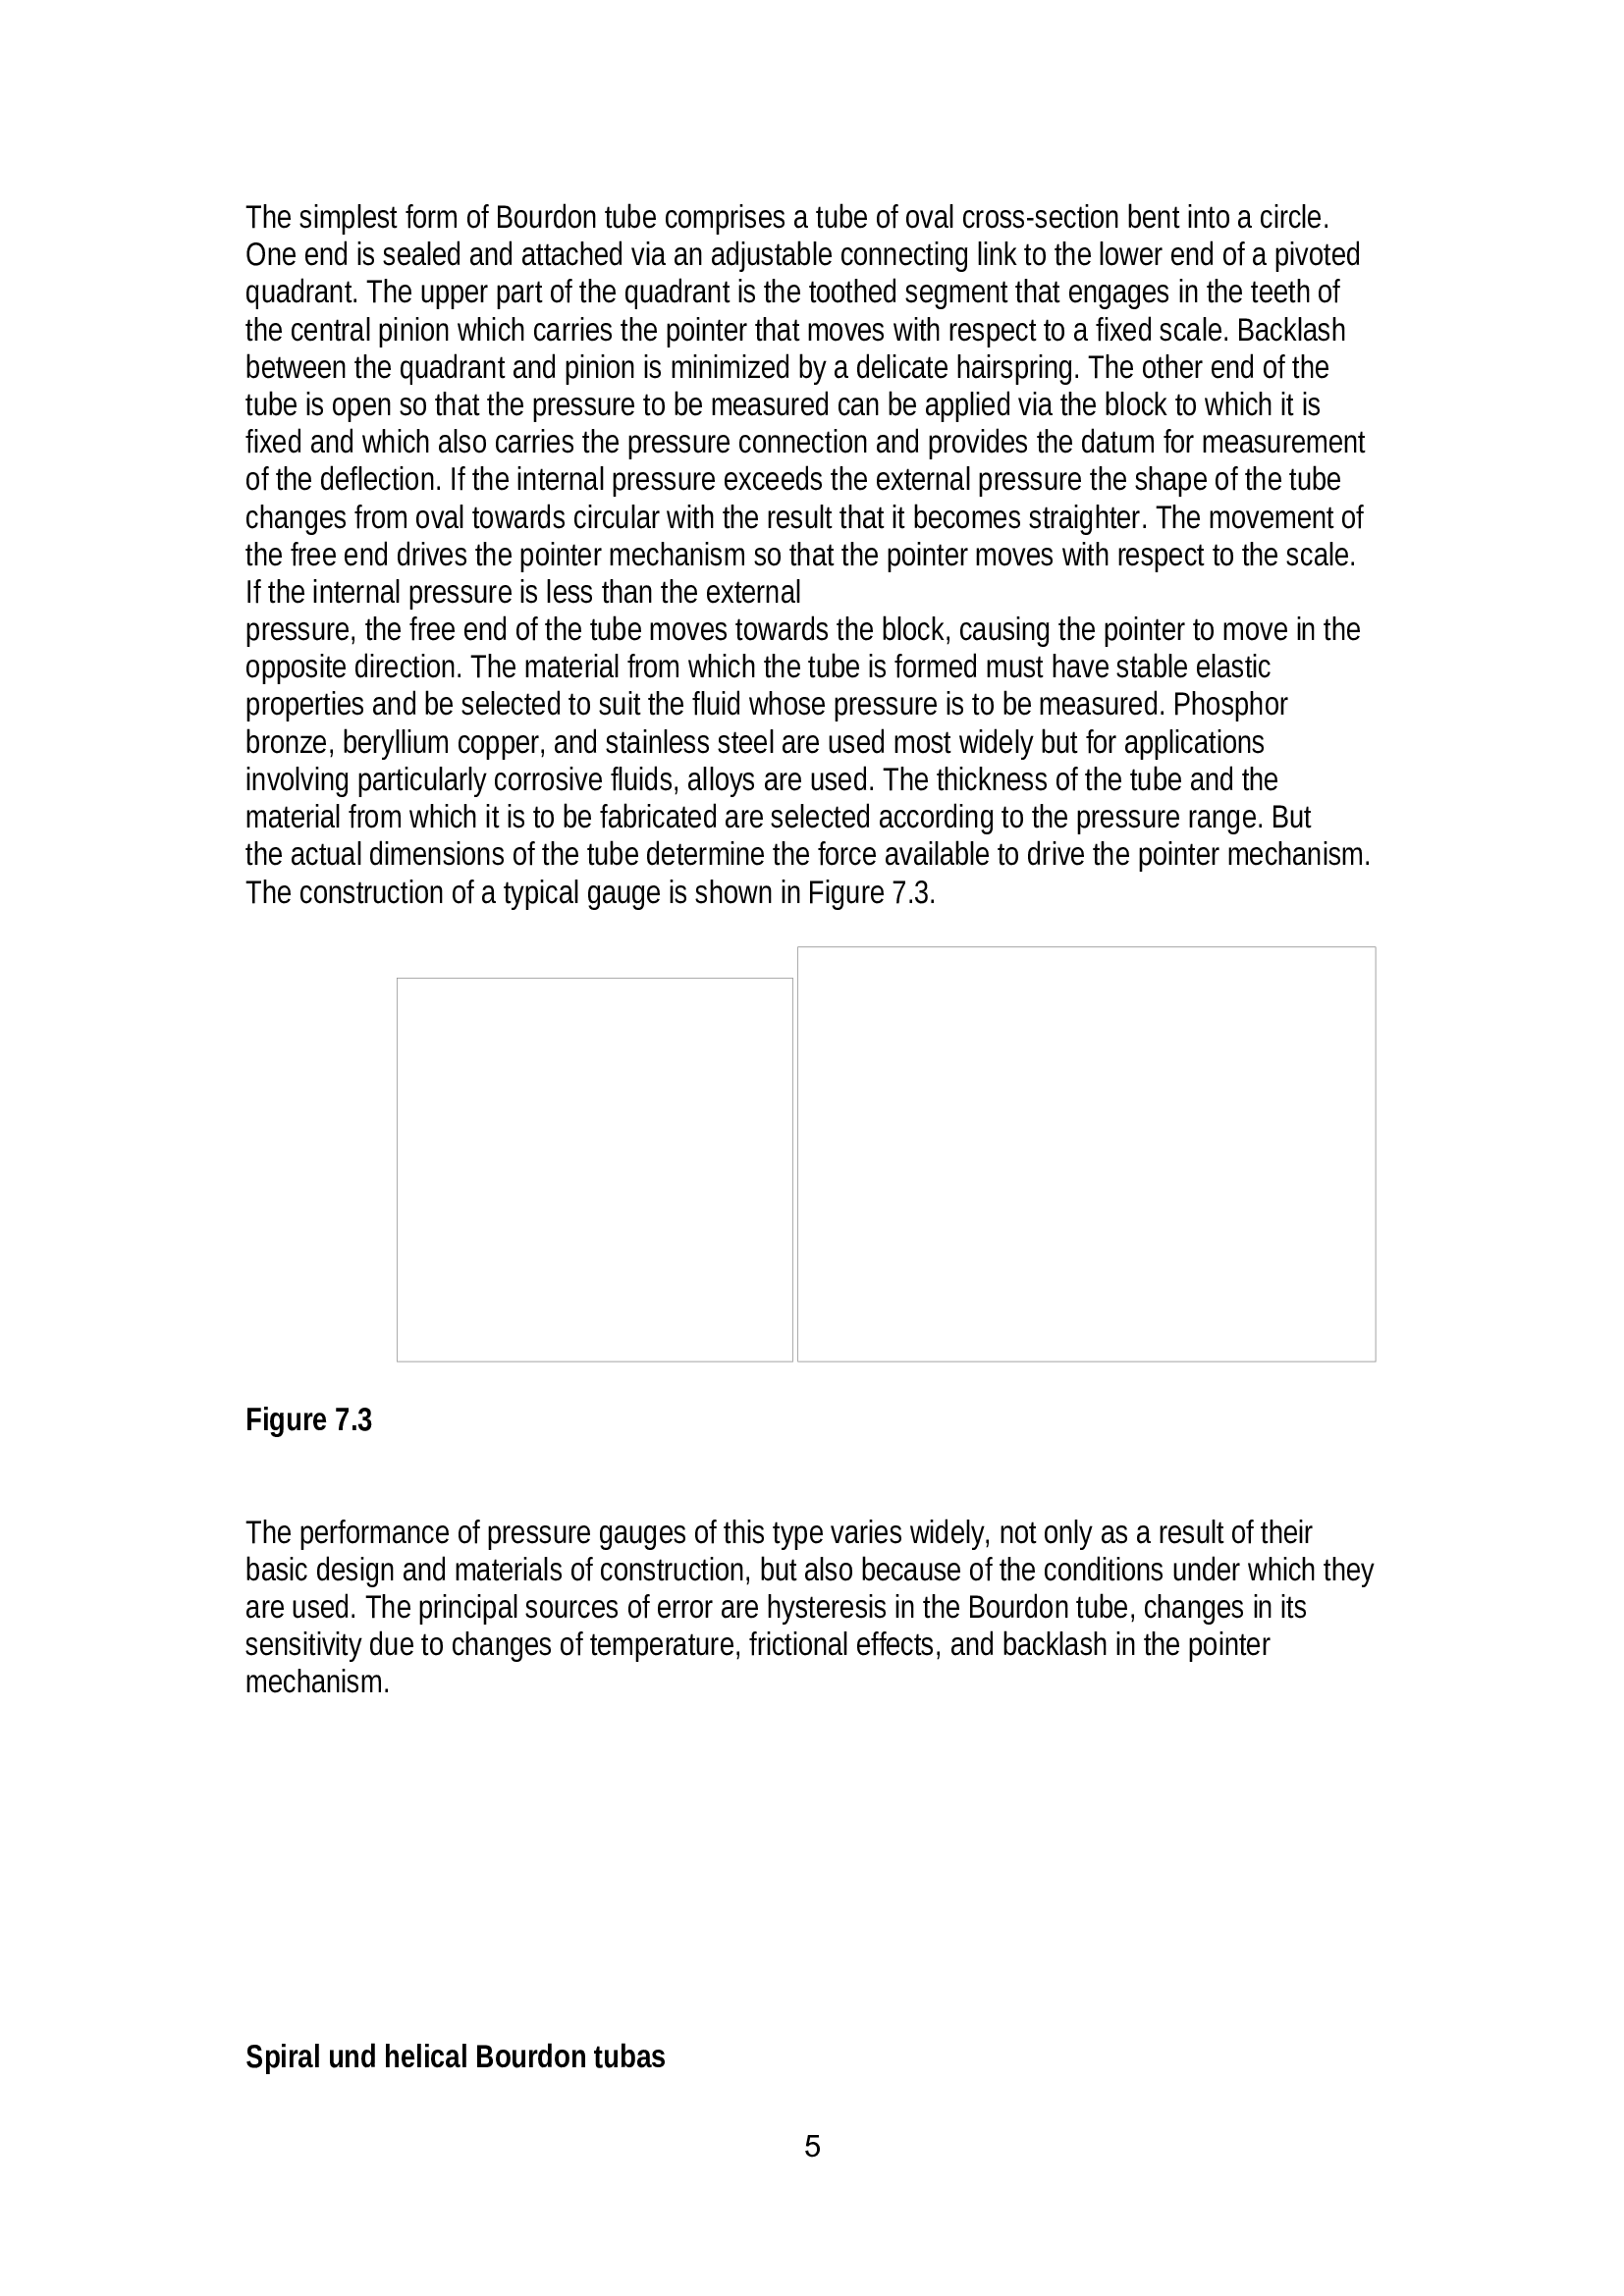 The simplest form of Bourdon tube comprises a tube of oval cross-section bent into a circle.
One end is sealed and attached via an adjustable connecting link to the lower end of a pivoted
quadrant. The upper part of the quadrant is the toothed segment that engages in the teeth of
the central pinion which carries the pointer that moves with respect to a fixed scale. Backlash
between the quadrant and pinion is minimized by a delicate hairspring. The other end of the
tube is open so that the pressure to be measured can be applied via the block to which it is
fixed and which also carries the pressure connection and provides the datum for measurement
of the deflection. If the internal pressure exceeds the external pressure the shape of the tube
changes from oval towards circular with the result that it becomes straighter. The movement of
the free end drives the pointer mechanism so that the pointer moves with respect to the scale.
If the internal pressure is less than the external
pressure, the free end of the tube moves towards the block, causing the pointer to move in the
opposite direction. The material from which the tube is formed must have stable elastic
properties and be selected to suit the fluid whose pressure is to be measured. Phosphor
bronze, beryllium copper, and stainless steel are used most widely but for applications
involving particularly corrosive fluids, alloys are used. The thickness of the tube and the
material from which it is to be fabricated are selected according to the pressure range. But
the actual dimensions of the tube determine the force available to drive the pointer mechanism.
The construction of a typical gauge is shown in Figure 7.3.
Figure 7.3
The performance of pressure gauges of this type varies widely, not only as a result of their
basic design and materials of construction, but also because of the conditions under which they
are used. The principal sources of error are hysteresis in the Bourdon tube, changes in its
sensitivity due to changes of temperature, frictional effects, and backlash in the pointer
mechanism.
Spiral und helical Bourdon tubas
5